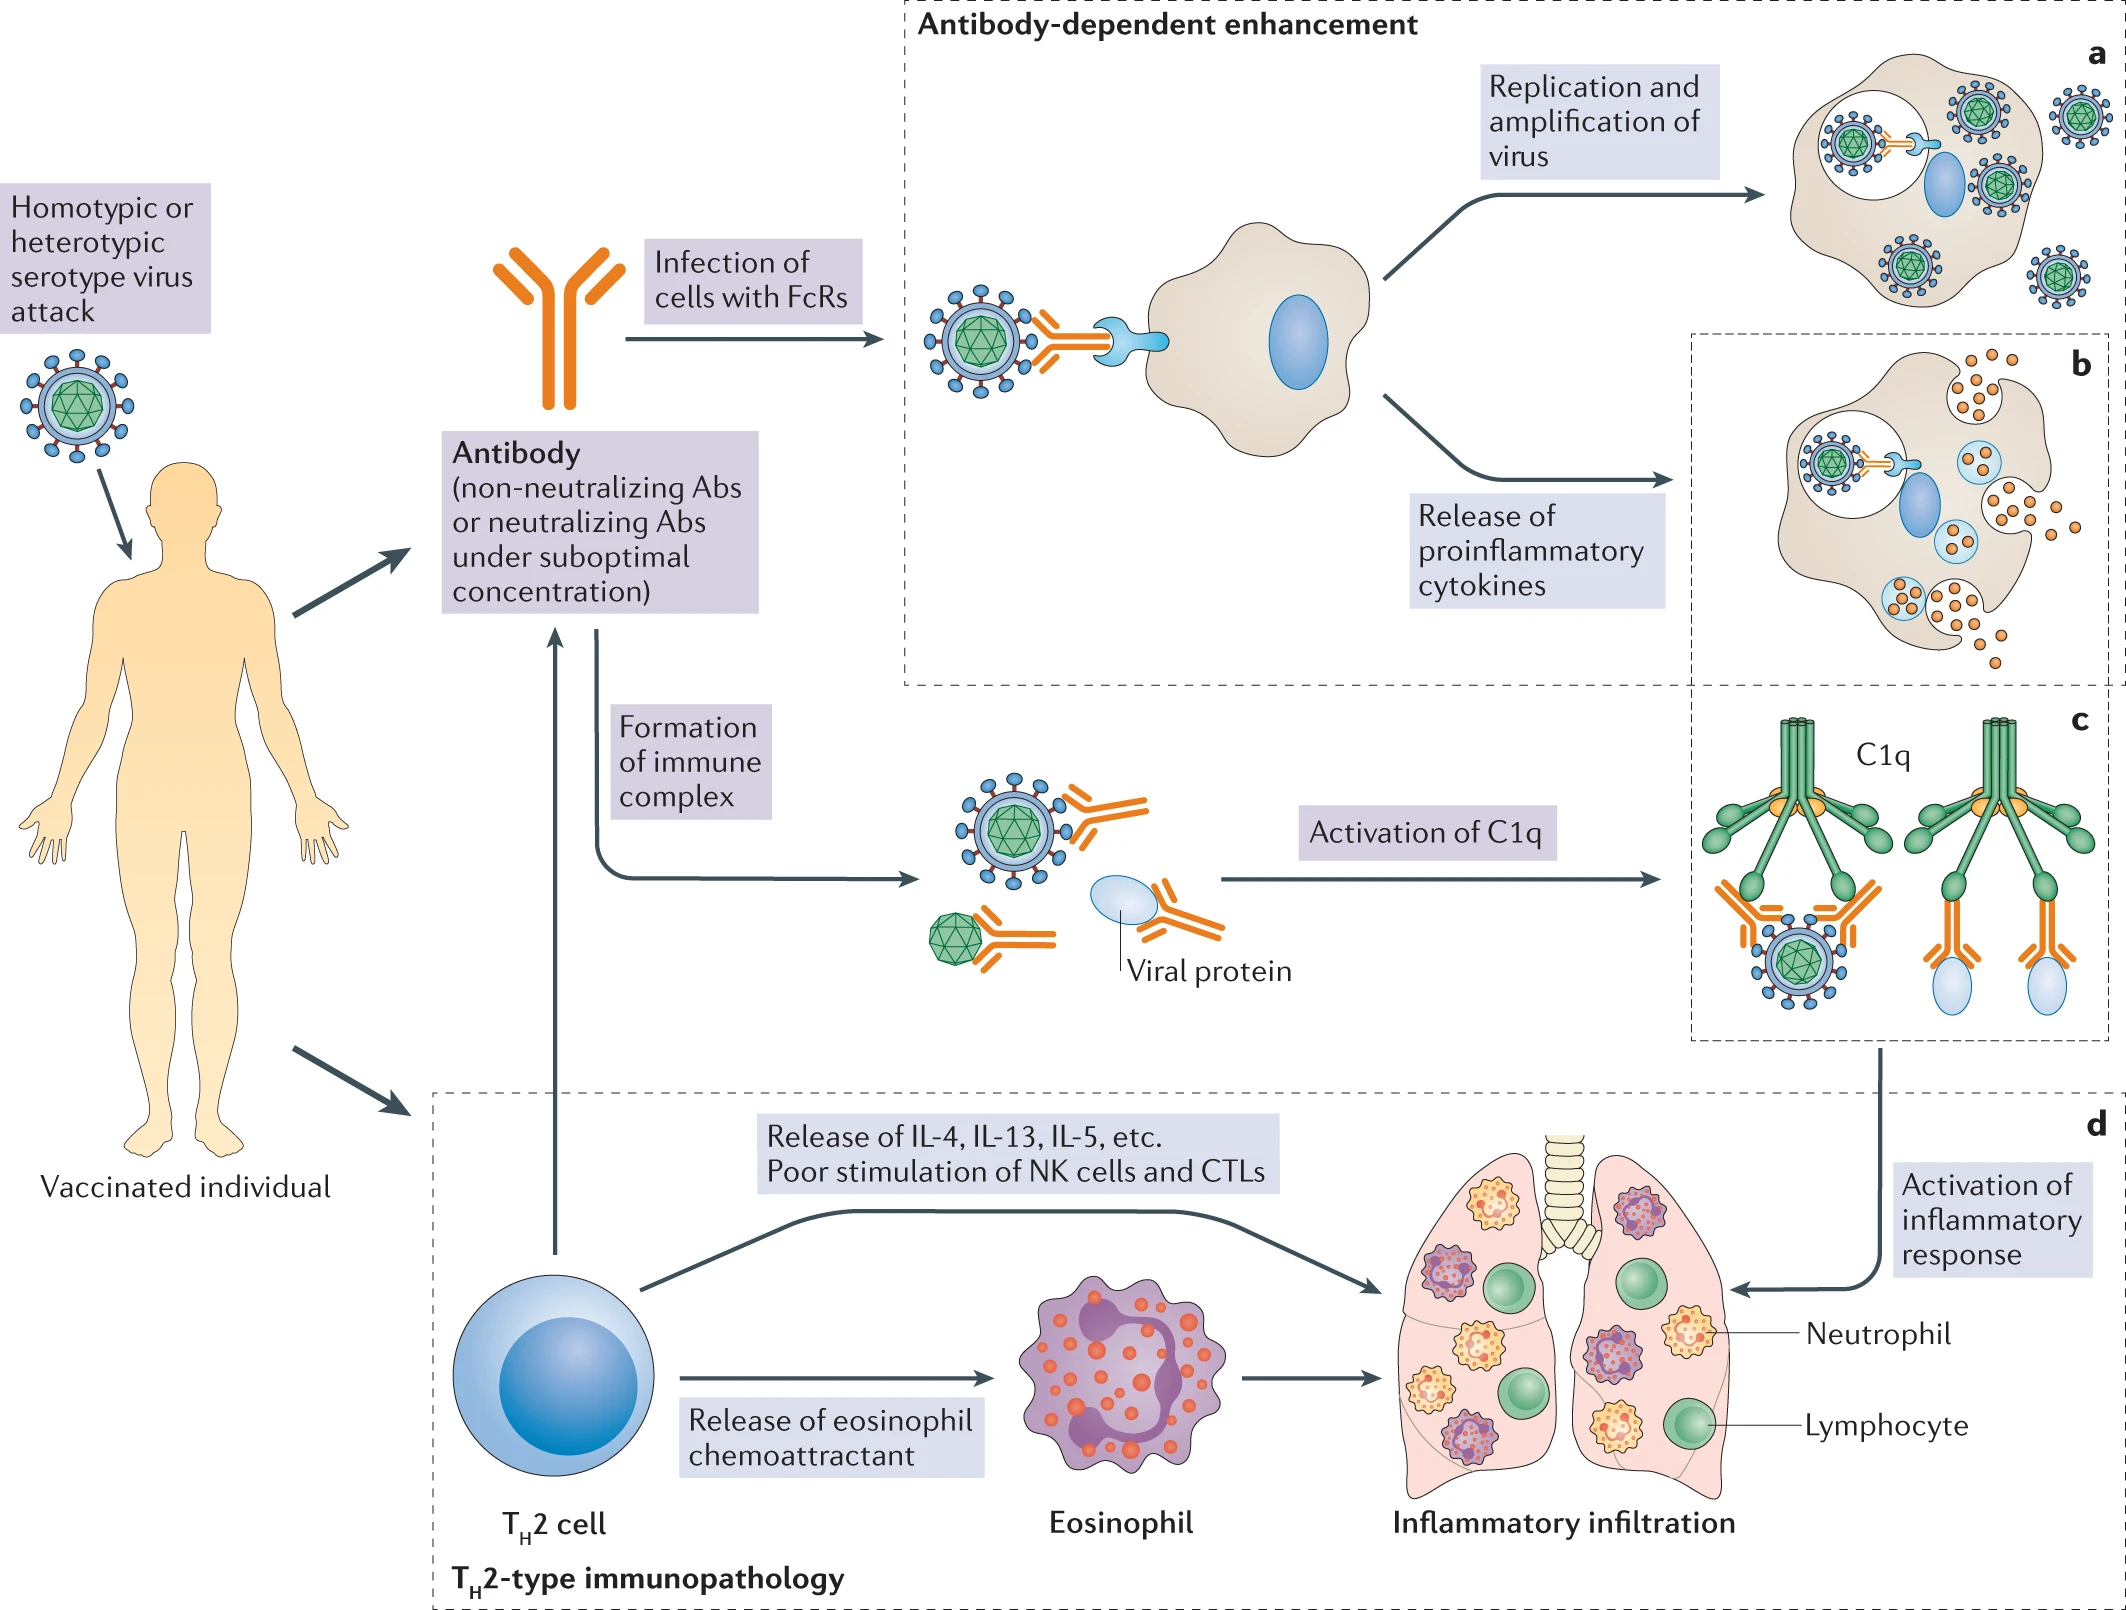 Antibody-dependent enhancement
a
Replication and
amplification of
virus
Homotypic or
heterotypic
serotype virus
attack
Infection of
cells with FcRs
b
Antibody
(non-neutralizing Abs
or neutralizing Abs
under suboptimal
concentration)
Release of
proinflammatory
cytokines
Formation
of immune
complex
c
C1q
Activation of C1q
Viral protein
Vaccinated individual
d
Release of IL-4, IL-13, IL-5, etc.
Poor stimulation of NK cells and CTLs
Activation of
inflammatory
response
Neutrophil
Release of eosinophil
chemoattractant
Lymphocyte
TH2 cell
Eosinophil
Inflammatory infiltration
TH2-type immunopathology